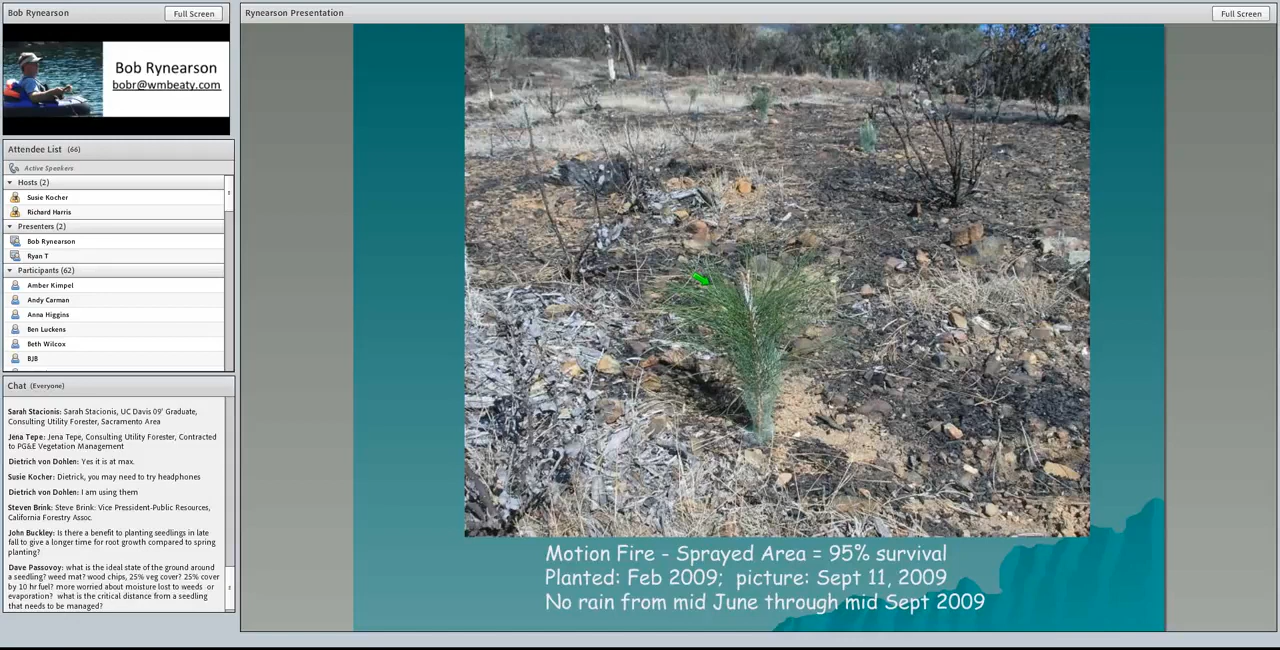 Bob Rynearson
Full Screen
Bob Rynearson
bobr@wmbeaty.com
Attendee List (66)
Active Speakers
Hosts (2)
Susie Kocher
Richard Harris
Presenters (2)
Bob Rynearson
Ryan T
Participants (62)
Amber Kimpel
Andy Carman
Anna Higgins
Ben Luckens
Beth Wilcox
BJB
Chat (Everyone)
Sarah Stacionis: Sarah Stacionis, UC Davis 09' Graduate,
Consulting Utility Forester, Sacramento Area
Jena Tepe: Jena Tepe, Consulting Utility Forester, Contracted
to PG&E Vegetation Management
Dietrich von Dohlen: Yes it is at max.
Susie Kocher: Dietrick, you may need to try headphones
Dietrich von Dohlen: I am using them
Steven Brink: Steve Brink: Vice President-Public Resources,
California Forestry Assoc.
John Buckley: Is there a benefit to planting seedlings in late
fall to give a longer time for root growth compared to spring
planting?
Dave Passovoy: what is the ideal state of the ground around
a seedling? weed mat? wood chips, 25% veg cover? 25% cover
by 10 hr fuel? more worried about moisture lost to weeds or
evaporation? what is the critical distance from a seedling
that needs to be managed?
Rynearson Presentation
Full Screen
Motion Fire - Sprayed Area = 95% survival
Planted: Feb 2009; picture: Sept 11, 2009
No rain from mid June through mid Sept 2009